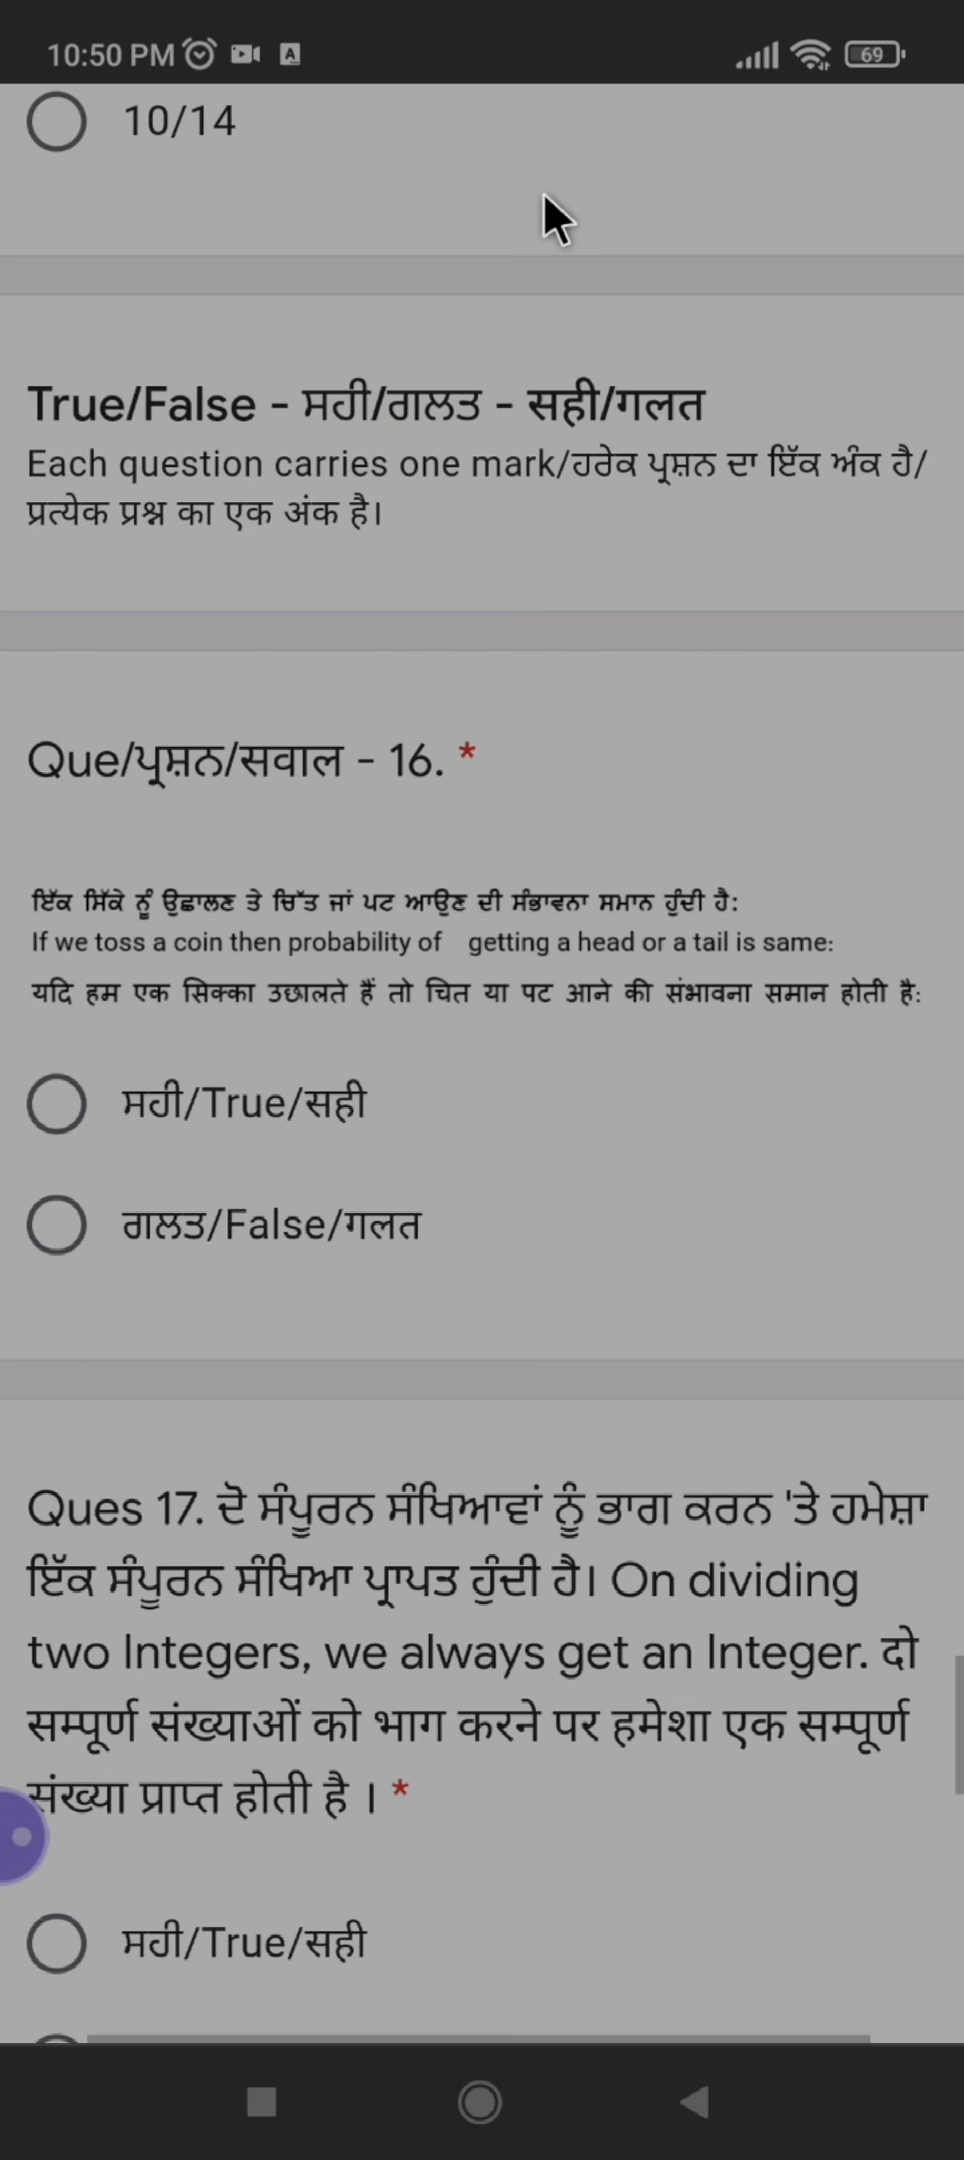 10:50 PM
69
10/14
True/False - ਸਹੀ/ਗਲਤ - सही/गलत
Each question carries one mark/ਹਰੇਕ ਪ੍ਰਸ਼ਨ ਦਾ ਇੱਕ ਅੰਕ ਹੈ/
प्रत्येक प्रश्न का एक अंक है।
Que/ਪ੍ਰਸ਼ਨ/सवाल - 16. *
ਇੱਕ ਸਿੱਕੇ ਨੂੰ ਉਛਾਲਣ ਤੇ ਚਿੱਤ ਜਾਂ ਪਟ ਆਉਣ ਦੀ ਸੰਭਾਵਨਾ ਸਮਾਨ ਹੁੰਦੀ ਹੈ:
If we toss a coin then probability of getting a head or a tail is same:
यदि हम एक सिक्का उछालते हैं तो चित या पट आने की संभावना समान होती है:
ਸਹੀ/True/सही
ਗਲਤ/False/गलत
Ques 17. ਦੋ ਸੰਪੂਰਨ ਸੰਖਿਆਵਾਂ ਨੂੰ ਭਾਗ ਕਰਨ 'ਤੇ ਹਮੇਸ਼ਾ
ਇੱਕ ਸੰਪੂਰਨ ਸੰਖਿਆ ਪ੍ਰਾਪਤ ਹੁੰਦੀ ਹੈ। On dividing
two Integers, we always get an Integer. दो
सम्पूर्ण संख्याओं को भाग करने पर हमेशा एक सम्पूर्ण
संख्या प्राप्त होती है । *
ਸਹੀ/True/सही